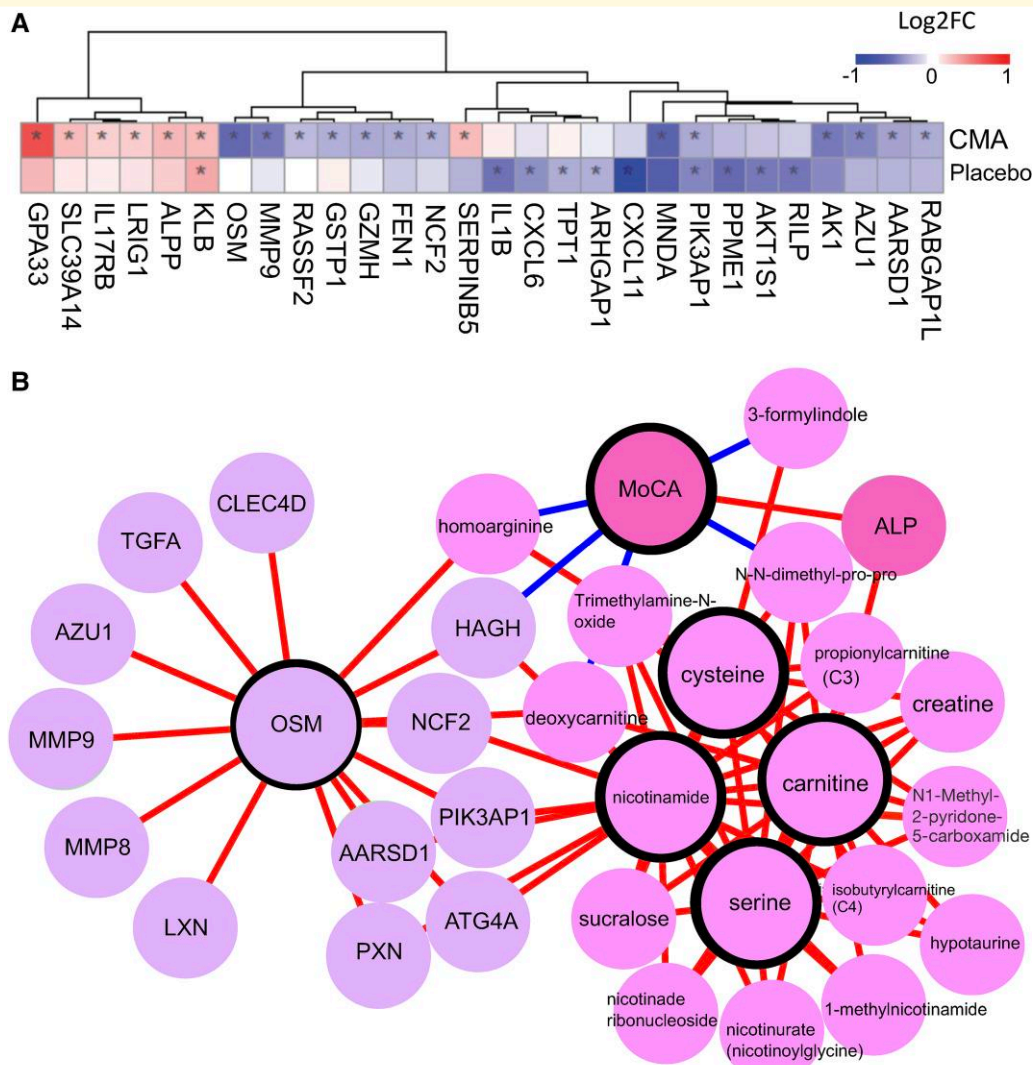 A
Log2FC
-1 0 1
* * * * * * * * * * * * * * * * * * * * CMA
* * * * * * * * * * Placebo
GPA33
SLC39A14
IL17RB
LRIG1
ALPP
KLB
OSM
MMP9
RASSF2
GSTP1
GZMH
FEN1
NCF2
SERPINB5
IL1B
CXCL6
TPT1
ARHGAP1
CXCL11
MNDA
PIK3AP1
PPME1
AKT1S1
RILP
AK1
AZU1
AARSD1
RABGAP1L
B
3-formylindole
MoCA
CLEC4D
TGFA
homoarginine
ALP
N-N-dimethyl-pro-pro
Trimethylamine-N-
oxide
AZU1
HAGH
propionylcarnitine
(C3)
cysteine
creatine
OSM
NCF2
deoxycarnitine
MMP9
carnitine
nicotinamide
N1-Methyl-
2-pyridone-
5-carboxamide
PIK3AP1
MMP8
AARSD1
isobutyrylcarnitine
(C4)
serine
sucralose
ATG4A
LXN
PXN
hypotaurine
nicotinade
ribonucleoside
1-methylnicotinamide
nicotinurate
(nicotinoylglycine)